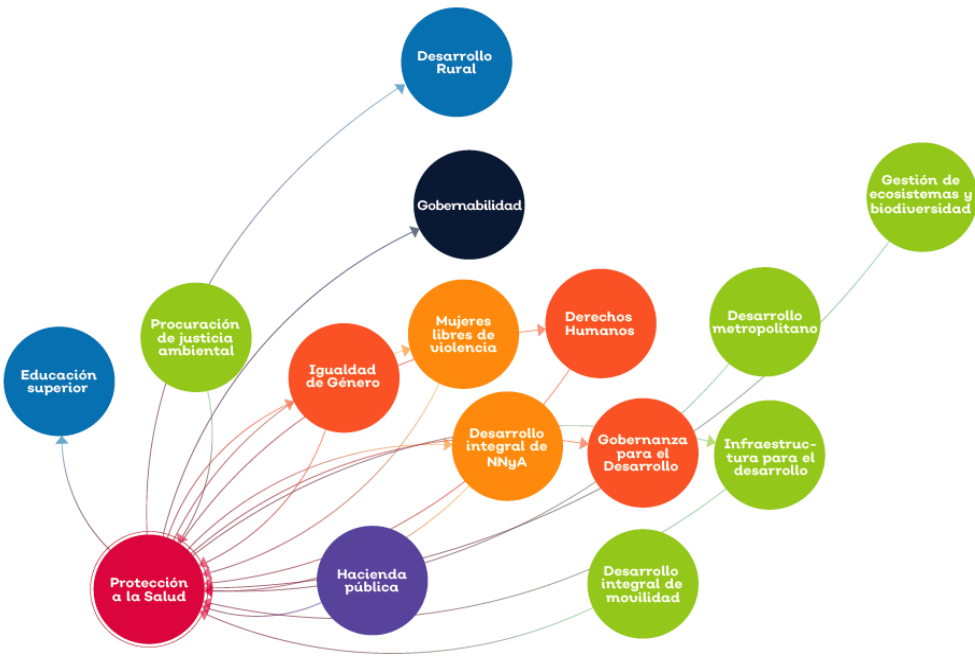 Desarrollo
Rural
Gobernabilidad
Gestión de
ecosistemas y
biodiversidad
Procuración
de justicia
ambiental
Mujeres
libres de
violencia
Derechos
Humanos
Desarrollo
metropolitano
Educación
superior
Igualdad
de Género
Desarrollo
integral de
NNyA
Gobernanza
para el
Desarrollo
Infraestruc-
tura para el
desarrollo
Protección
a la Salud
Hacienda
pública
Desarrollo
integral de
movilidad